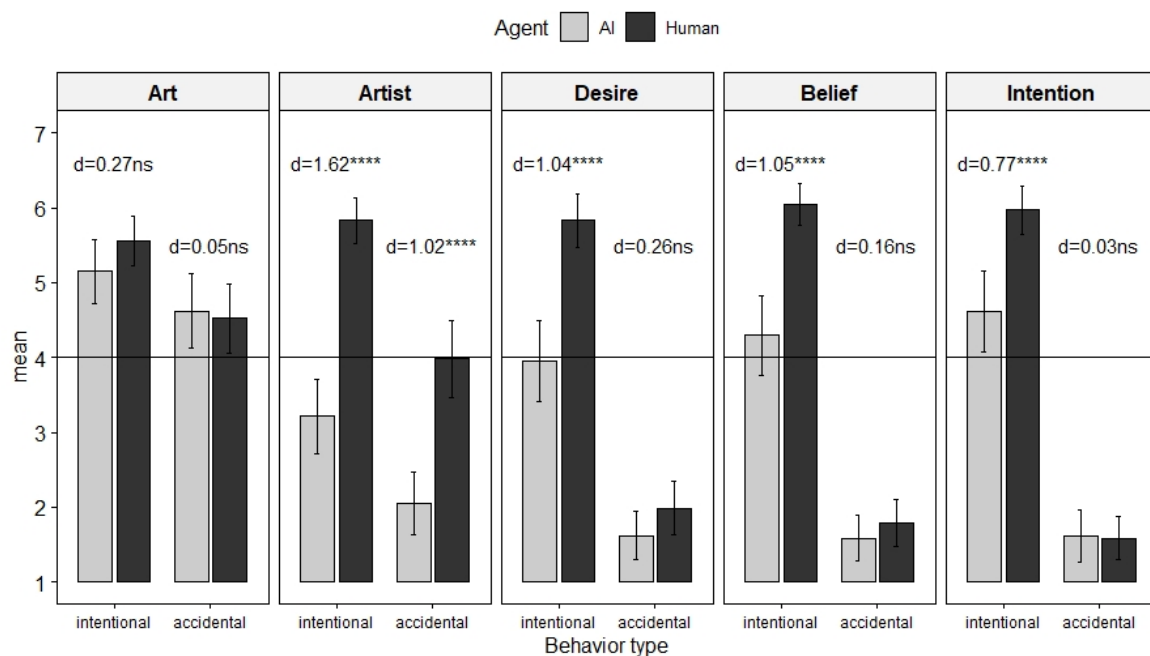 Agent AI Human
Art Artist Desire Belief Intention
7
d=0.27ns d=1.62**** d=1.04**** d=1.05**** d=0.77****
6
d=0.05ns d=1.02**** d=0.26ns d=0.16ns d=0.03ns
5
4
mean
3
2
1
intentional accidental intentional accidental intentional accidental intentional accidental intentional accidental
Behavior type